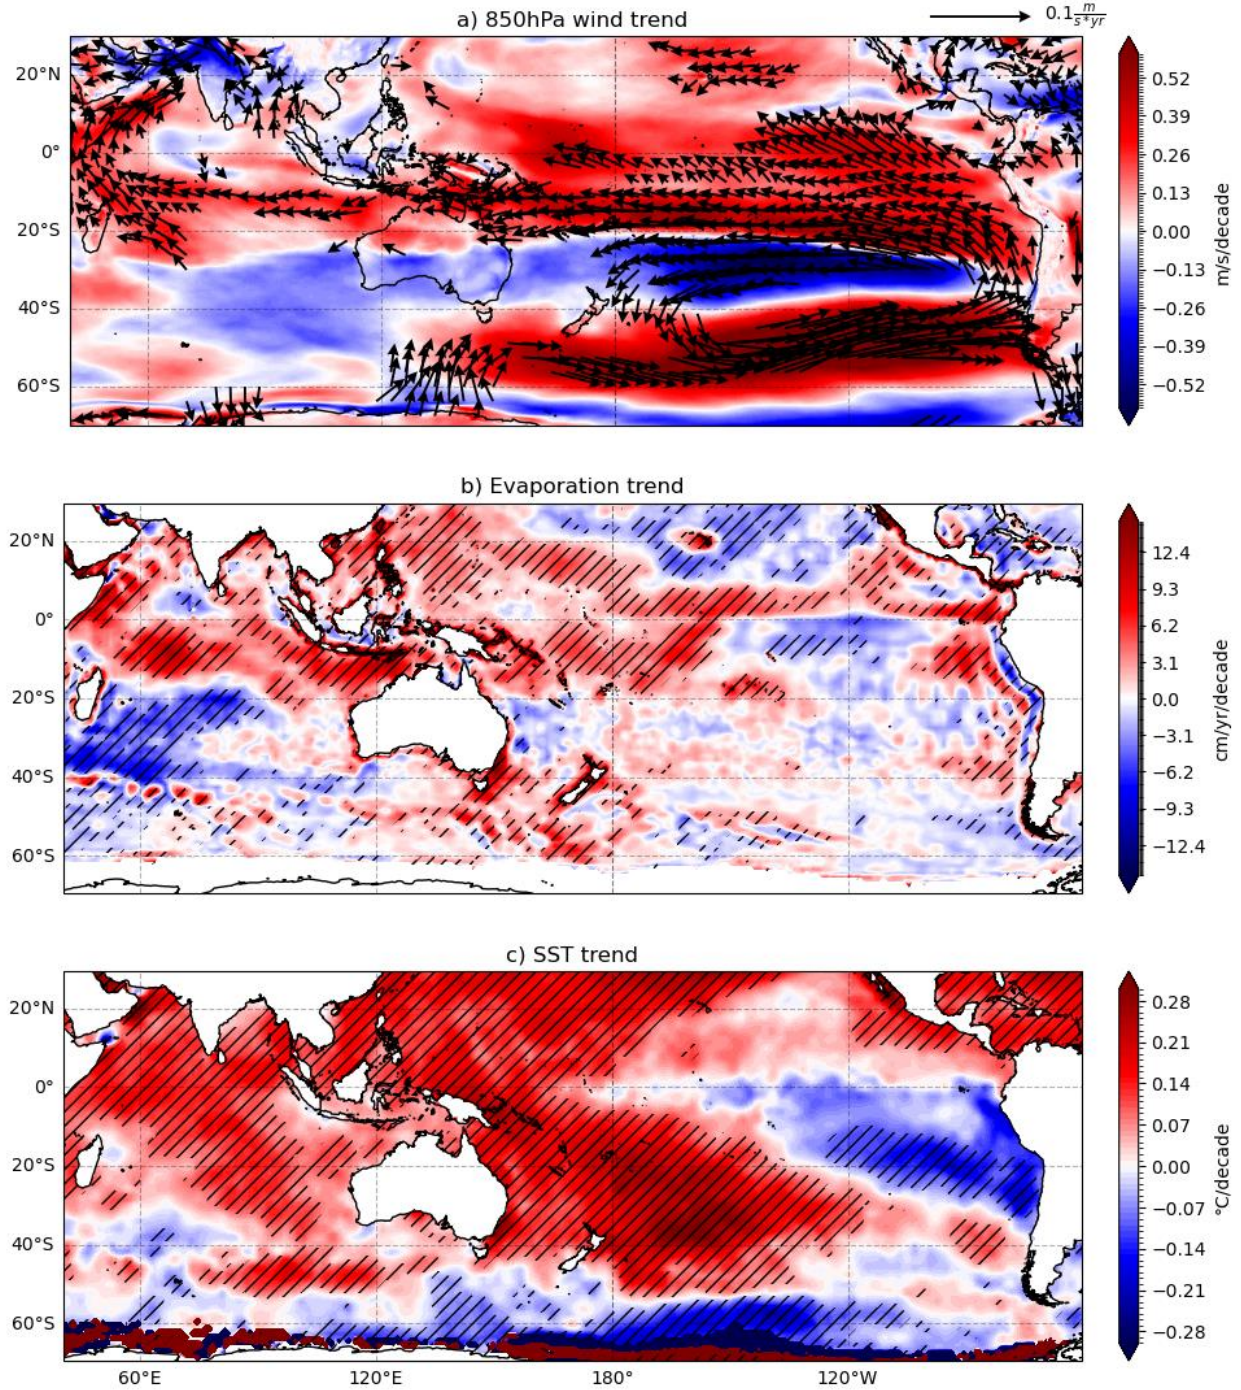 a) 850hPa wind trend
0.1 m/s*yr
20°N
0°
20°S
40°S
60°S
0.52
0.39
0.26
0.13
0.00
−0.13
−0.26
−0.39
−0.52
m/s/decade
b) Evaporation trend
20°N
0°
20°S
40°S
60°S
12.4
9.3
6.2
3.1
0.0
−3.1
−6.2
−9.3
−12.4
cm/yr/decade
c) SST trend
20°N
0°
20°S
40°S
60°S
0.28
0.21
0.14
0.07
0.00
−0.07
−0.14
−0.21
−0.28
°C/decade
60°E 120°E 180° 120°W